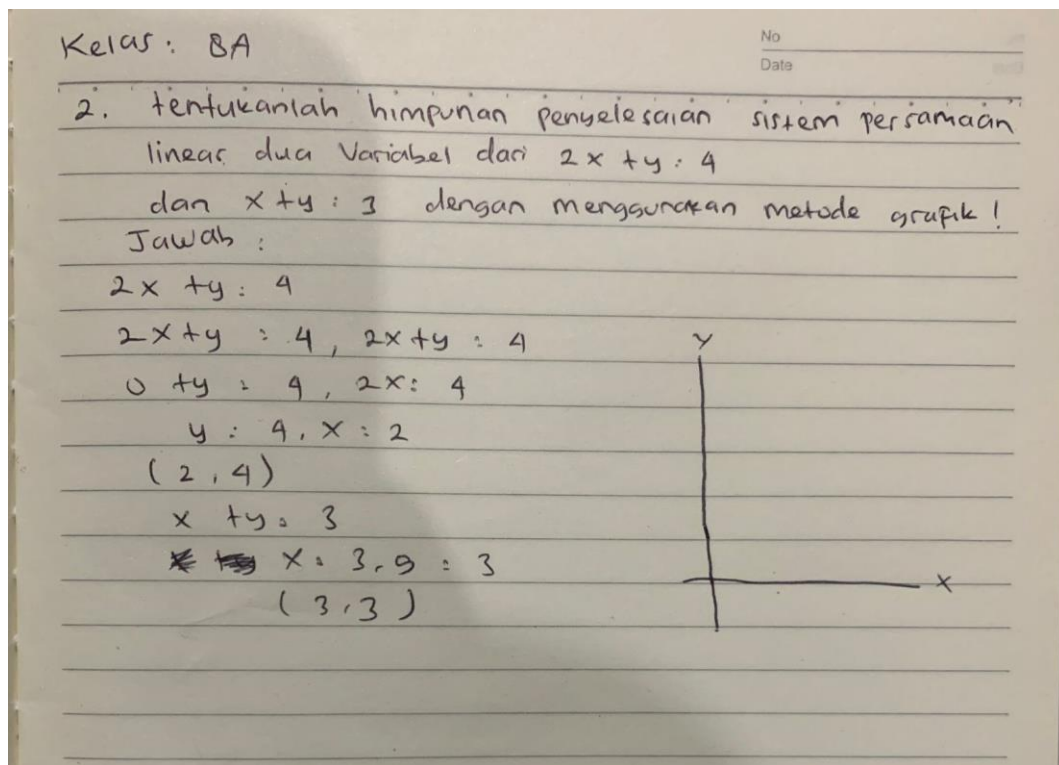 Kelas : 8A
No
Date
2. tentukanlah himpunan penyelesaian sistem persamaan
linear dua Variabel dari 2x + y : 4
dan x + y : 3 dengan menggunakan metode grafik !
Jawab :
2x + y : 4
2x + y : 4, 2x + y : 4
0 + y : 4, 2x : 4
y : 4, x : 2
(2, 4)
x + y : 3
x : 3, y : 3
(3, 3)
Y
X